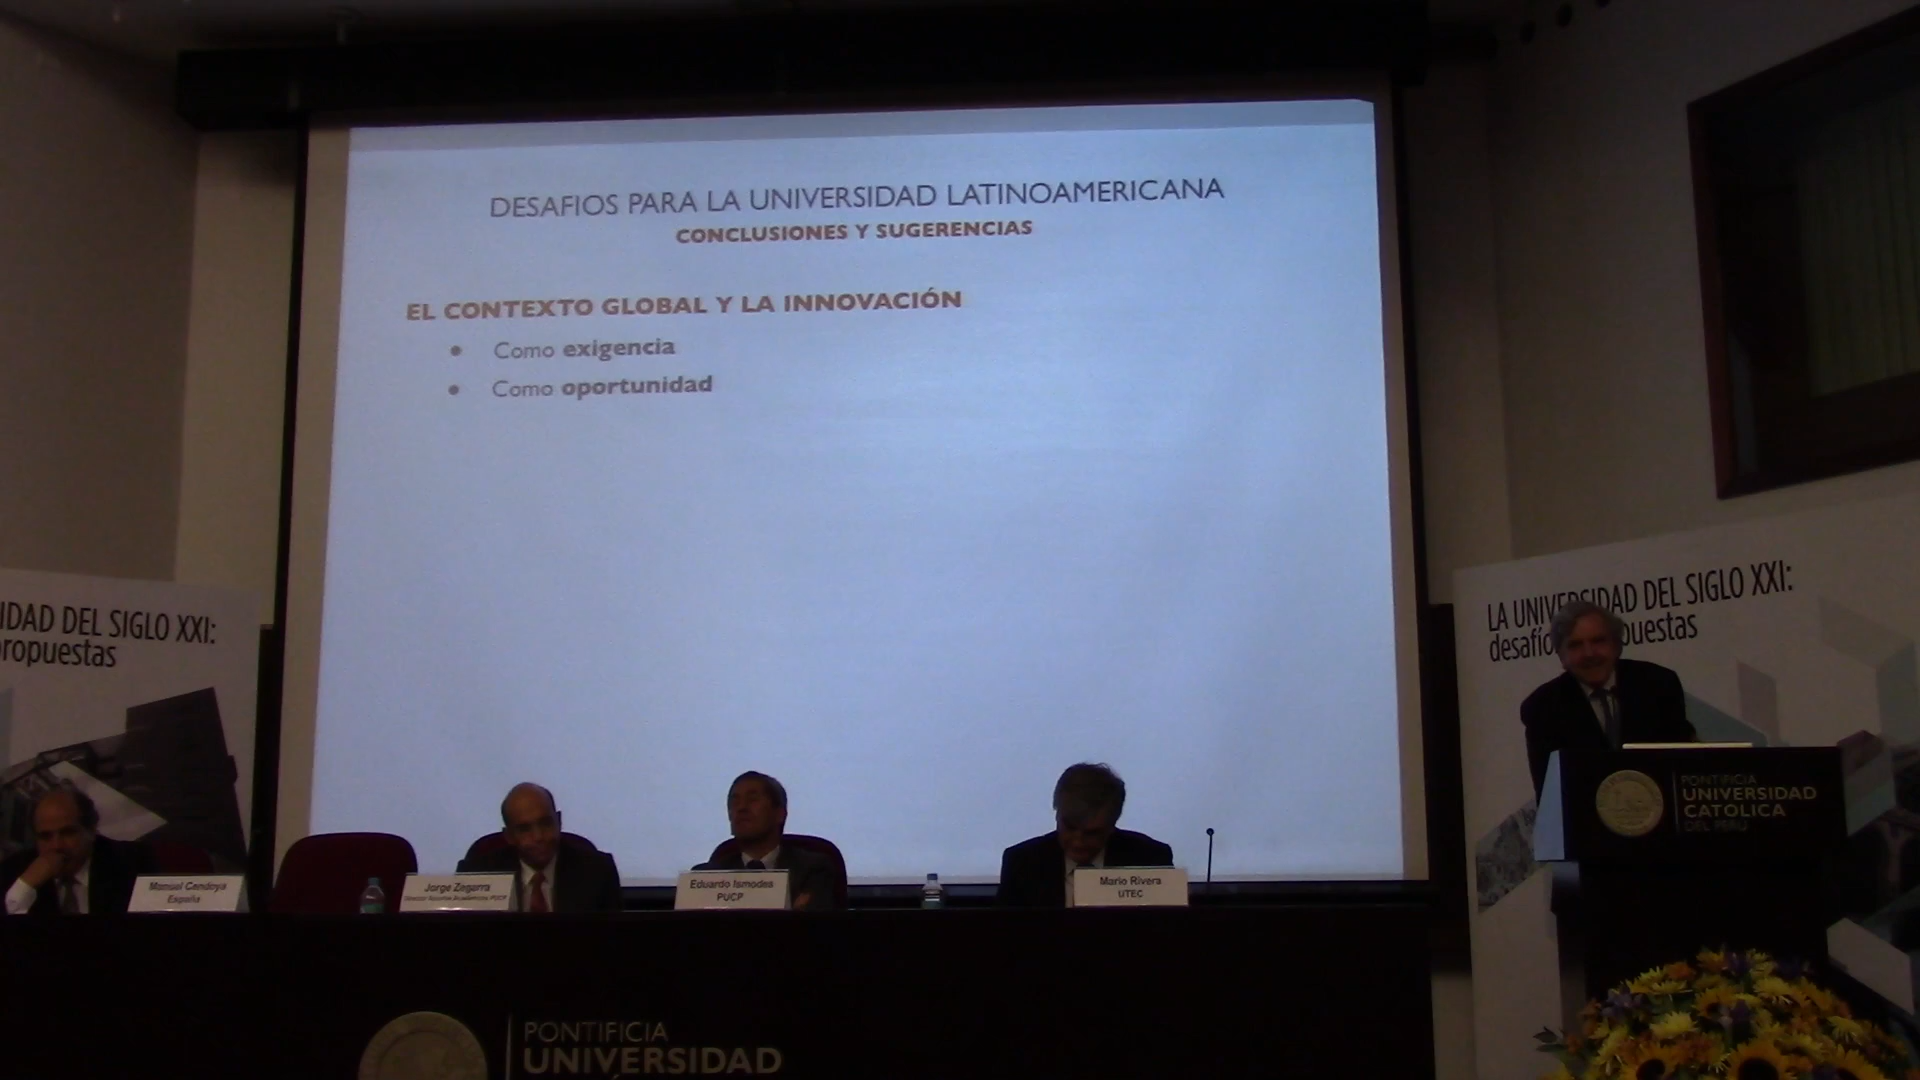 DESAFIOS PARA LA UNIVERSIDAD LATINOAMERICANA
CONCLUSIONES Y SUGERENCIAS
EL CONTEXTO GLOBAL Y LA INNOVACIÓN
• Como exigencia
• Como oportunidad
IDAD DEL SIGLO XXI:
ropuestas
LA UNIVERSIDAD DEL SIGLO XXI:
desafío puestas
PONTIFICIA
UNIVERSIDAD
CATOLICA
DEL PERU
Manuel Cendoya
España
Jorge Zegarra
Eduardo Ismodes
PUCP
Mario Rivera
UTEC
PONTIFICIA
UNIVERSIDAD